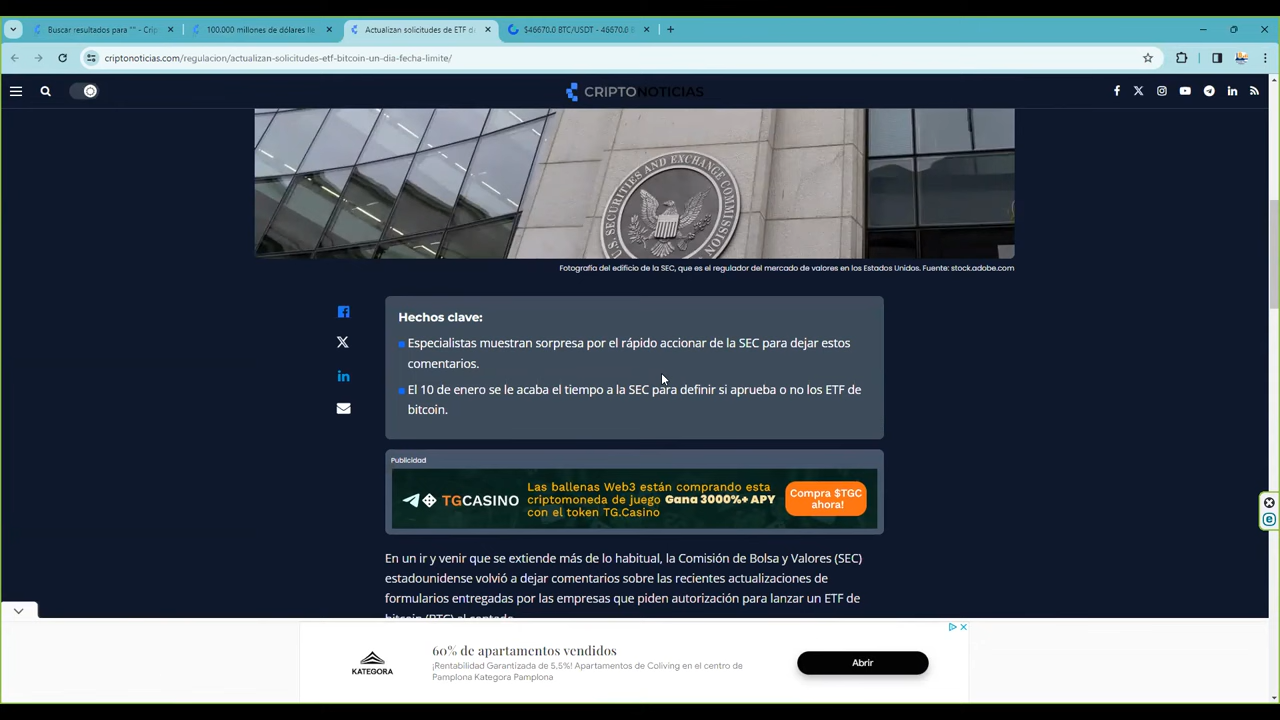 Buscar resultados para "" - Crip
100.000 millones de dólares lle
Actualizan solicitudes de ETF d
$46670.0 BTC/USDT - 46670.0 B
criptonoticias.com/regulacion/actualizan-solicitudes-etf-bitcoin-un-dia-fecha-limite/
CRIPTONOTICIAS
U.S. SECURITIES AND EXCHANGE COMMISSION
Fotografía del edificio de la SEC, que es el regulador del mercado de valores en los Estados Unidos. Fuente: stock.adobe.com
Hechos clave:
Especialistas muestran sorpresa por el rápido accionar de la SEC para dejar estos
comentarios.
El 10 de enero se le acaba el tiempo a la SEC para definir si aprueba o no los ETF de
bitcoin.
Publicidad
TGCASINO
Las ballenas Web3 están comprando esta
criptomoneda de juego Gana 3000%+ APY
con el token TG.Casino
Compra $TGC
ahora!
En un ir y venir que se extiende más de lo habitual, la Comisión de Bolsa y Valores (SEC)
estadounidense volvió a dejar comentarios sobre las recientes actualizaciones de
formularios entregadas por las empresas que piden autorización para lanzar un ETF de
bitcoin (BTC) al contado.
KATEGORA
60% de apartamentos vendidos
¡Rentabilidad Garantizada de 5,5%! Apartamentos de Coliving en el centro de
Pamplona Kategora Pamplona
Abrir